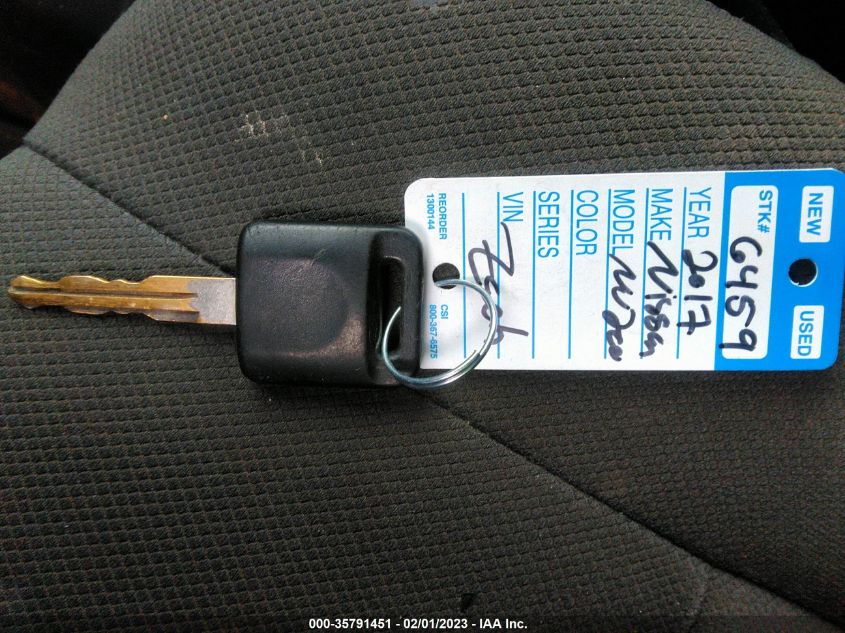 NEW
USED
STK# 6459
YEAR 2017
MAKE Nissan
MODEL
COLOR
SERIES
VIN
REORDER
1300144
CSI
800-367-6575
000-35791451 - 02/01/2023 - IAA Inc.